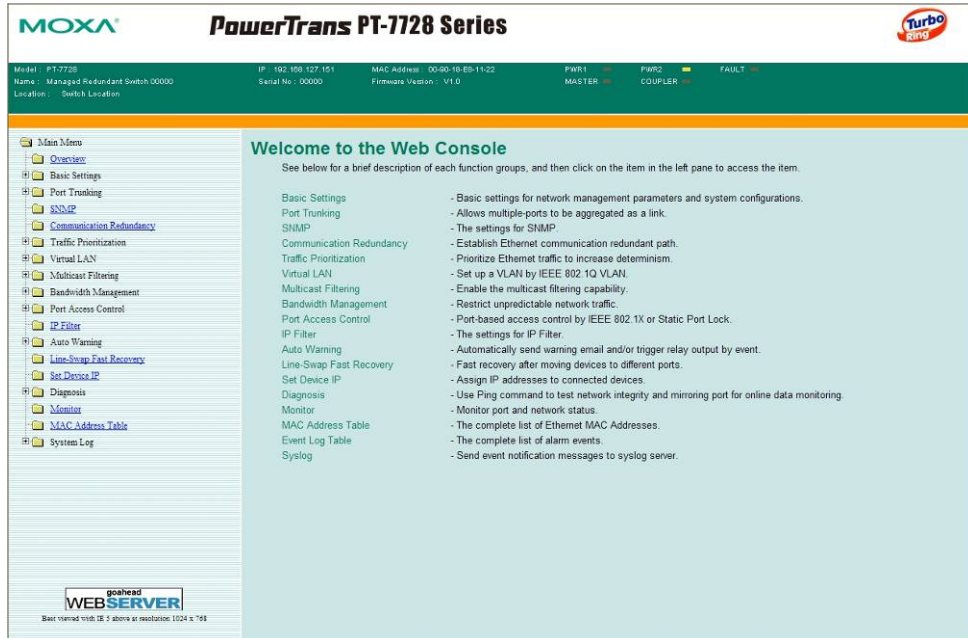 MOXA
PowerTrans PT-7728 Series
Turbo Ring
Model : PT-7728
Name : Managed Redundant Switch 00000
Location : Switch Location
IP : 192.168.127.151
Serial No : 00000
MAC Address : 00-90-18-E8-11-22
Firmware Version : V1.0
PWR1 PWR2 FAULT
MASTER COUPLER
Main Menu
Overview
Basic Settings
Port Trunking
SNMP
Communication Redundancy
Traffic Prioritization
Virtual LAN
Multicast Filtering
Bandwidth Management
Port Access Control
IP Filter
Auto Warning
Line-Swap Fast Recovery
Set Device IP
Diagnosis
Monitor
MAC Address Table
System Log
goahead
WEBSERVER
Best viewed with IE 5 above at resolution 1024 x 768
Welcome to the Web Console
See below for a brief description of each function groups, and then click on the item in the left pane to access the item.
Basic Settings - Basic settings for network management parameters and system configurations.
Port Trunking - Allows multiple-ports to be aggregated as a link.
SNMP - The settings for SNMP.
Communication Redundancy - Establish Ethernet communication redundant path.
Traffic Prioritization - Prioritize Ethernet traffic to increase determinism.
Virtual LAN - Set up a VLAN by IEEE 802.1Q VLAN.
Multicast Filtering - Enable the multicast filtering capability.
Bandwidth Management - Restrict unpredictable network traffic.
Port Access Control - Port-based access control by IEEE 802.1X or Static Port Lock.
IP Filter - The settings for IP Filter.
Auto Warning - Automatically send warning email and/or trigger relay output by event.
Line-Swap Fast Recovery - Fast recovery after moving devices to different ports.
Set Device IP - Assign IP addresses to connected devices.
Diagnosis - Use Ping command to test network integrity and mirroring port for online data monitoring.
Monitor - Monitor port and network status.
MAC Address Table - The complete list of Ethernet MAC Addresses.
Event Log Table - The complete list of alarm events.
Syslog - Send event notification messages to syslog server.